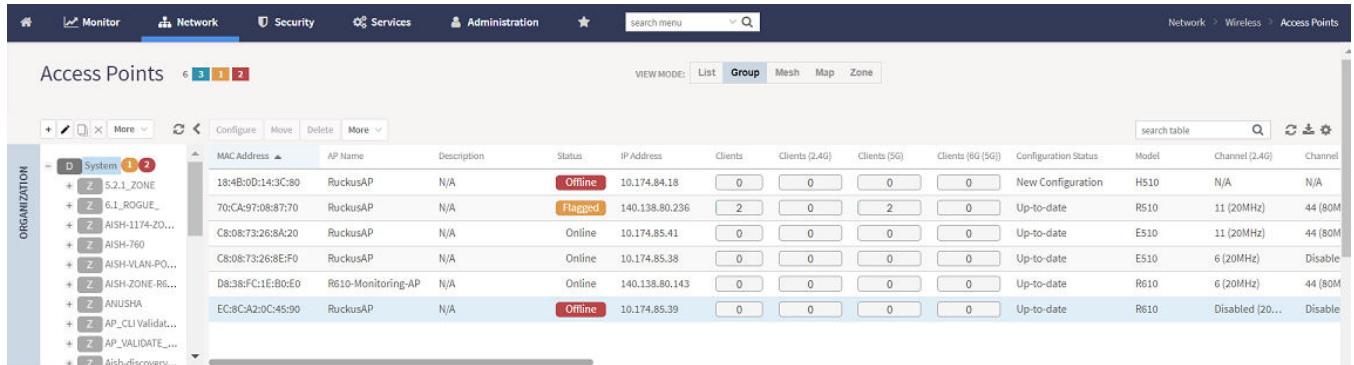 Monitor Network Security Services Administration search menu Network > Wireless > Access Points
Access Points 6 3 1 2 VIEW MODE: List Group Mesh Map Zone
More Configure Move Delete More search table
ORGANIZATION
D System 1 2
Z 5.2.1_ZONE
Z 6.1_ROGUE_
Z AISH-1174-ZO...
Z AISH-760
Z AISH-VLAN-PO...
Z AISH-ZONE-R6...
Z ANUSHA
Z AP_CLI Validat...
Z AP_VALIDATE_...
Z Aish-discovery...
MAC Address AP Name Description Status IP Address Clients Clients (2.4G) Clients (5G) Clients (6G (5G)) Configuration Status Model Channel (2.4G) Channel
18:4B:0D:14:3C:80 RuckusAP N/A Offline 10.174.84.18 0 0 0 0 New Configuration H510 N/A N/A
70:CA:97:08:87:70 RuckusAP N/A Flagged 140.138.80.236 2 0 2 0 Up-to-date R510 11 (20MHz) 44 (80M
C8:08:73:26:8A:20 RuckusAP N/A Online 10.174.85.41 0 0 0 0 Up-to-date E510 11 (20MHz) 44 (80M
C8:08:73:26:8E:F0 RuckusAP N/A Online 10.174.85.38 0 0 0 0 Up-to-date E510 6 (20MHz) Disable
D8:38:FC:1E:B0:E0 R610-Monitoring-AP N/A Online 140.138.80.143 0 0 0 0 Up-to-date R610 6 (20MHz) 44 (80M
EC:8C:A2:0C:45:90 RuckusAP N/A Offline 10.174.85.39 0 0 0 0 Up-to-date R610 Disabled (20... Disable